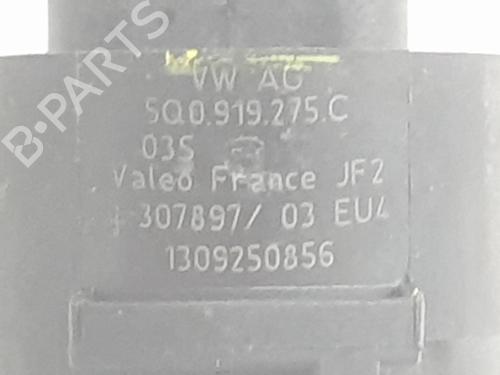 B-PARTS
VW AG
5Q0.919.275.C
03S
Valeo France JF2
307897/ 03 EU4
1309250856